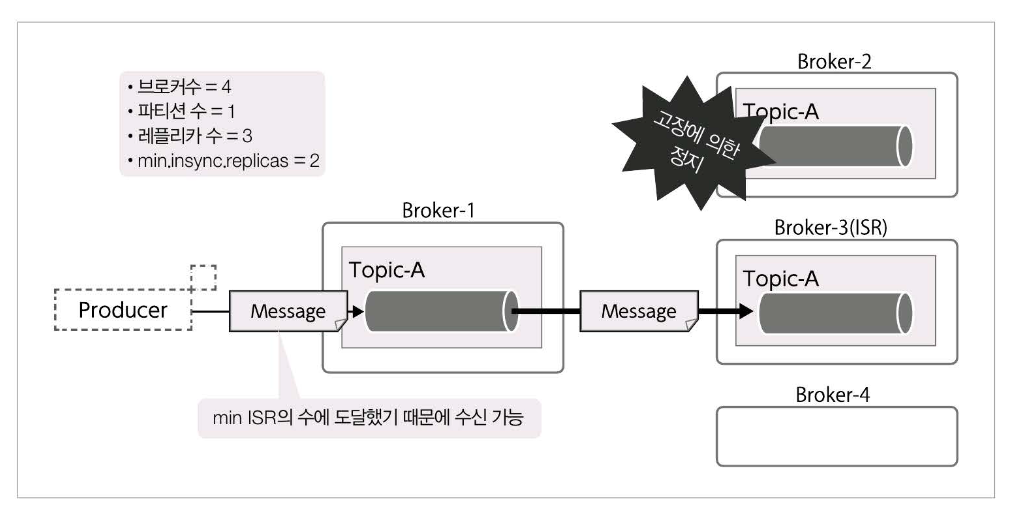 • 브로커수 = 4
• 파티션 수 = 1
• 레플리카 수 = 3
• min.insync.replicas = 2
Broker-2
Topic-A
고장에 의한
정지
Broker-1
Topic-A
Broker-3(ISR)
Topic-A
Producer
Message
Message
min ISR의 수에 도달했기 때문에 수신 가능
Broker-4